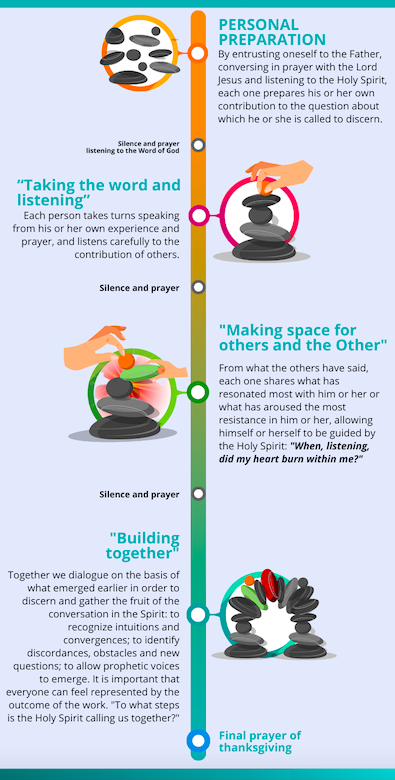 PERSONAL
PREPARATION
By entrusting oneself to the Father,
conversing in prayer with the Lord
Jesus and listening to the Holy Spirit,
each one prepares his or her own
contribution to the question about
which he or she is called to discern.
Silence and prayer
listening to the Word of God
“Taking the word and
listening”
Each person takes turns speaking
from his or her own experience and
prayer, and listens carefully to the
contribution of others.
Silence and prayer
"Making space for
others and the Other"
From what the others have said,
each one shares what has
resonated most with him or her or
what has aroused the most
resistance in him or her, allowing
himself or herself to be guided by
the Holy Spirit: "When, listening,
did my heart burn within me?"
Silence and prayer
"Building
together"
Together we dialogue on the basis of
what emerged earlier in order to
discern and gather the fruit of the
conversation in the Spirit: to
recognize intuitions and
convergences; to identify
discordances, obstacles and new
questions; to allow prophetic voices
to emerge. It is important that
everyone can feel represented by the
outcome of the work. "To what steps
is the Holy Spirit calling us together?"
Final prayer of
thanksgiving